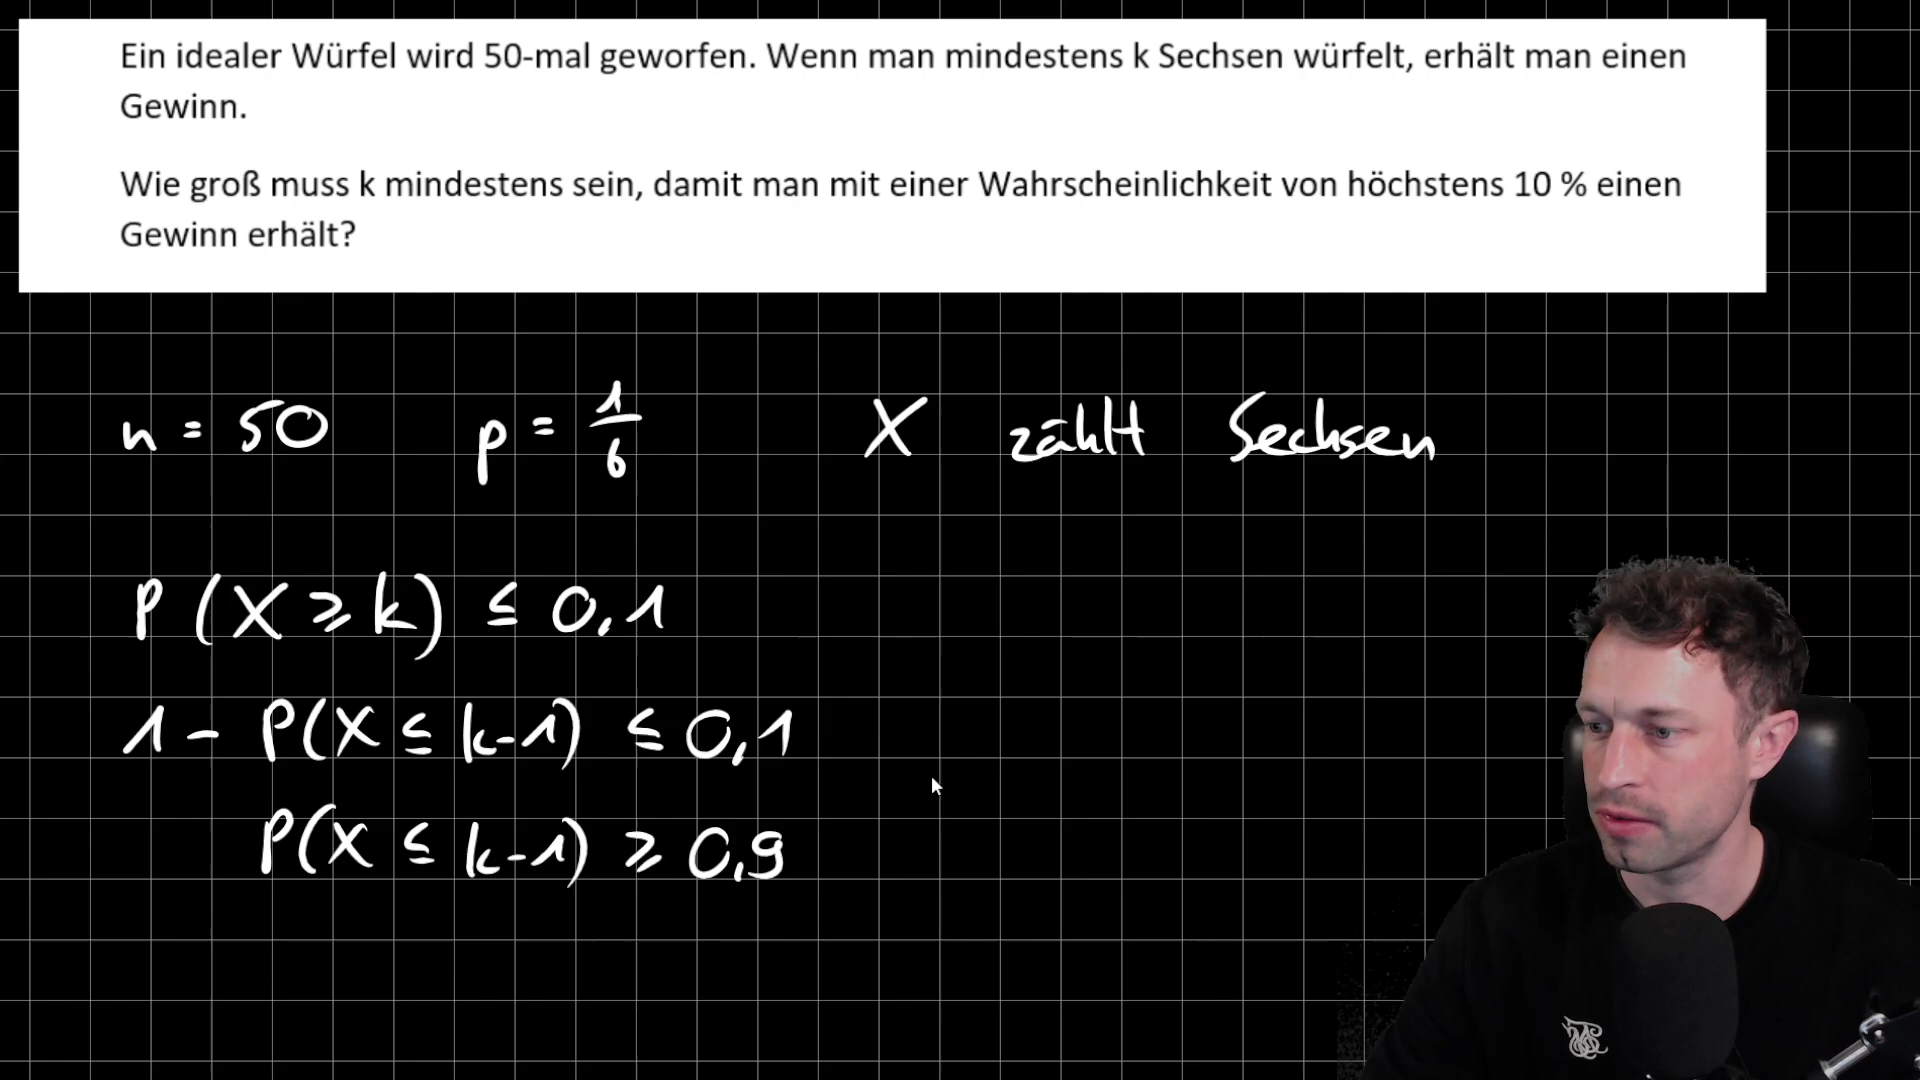 Ein idealer Würfel wird 50-mal geworfen. Wenn man mindestens k Sechsen würfelt, erhält man einen
Gewinn.
Wie groß muss k mindestens sein, damit man mit einer Wahrscheinlichkeit von höchstens 10 % einen
Gewinn erhält?
n = 50 p = 1/6 X zählt Sechsen
P (X ≥ k) ≤ 0,1
1 - P(X ≤ k-1) ≤ 0,1
P(X ≤ k-1) ≥ 0,9